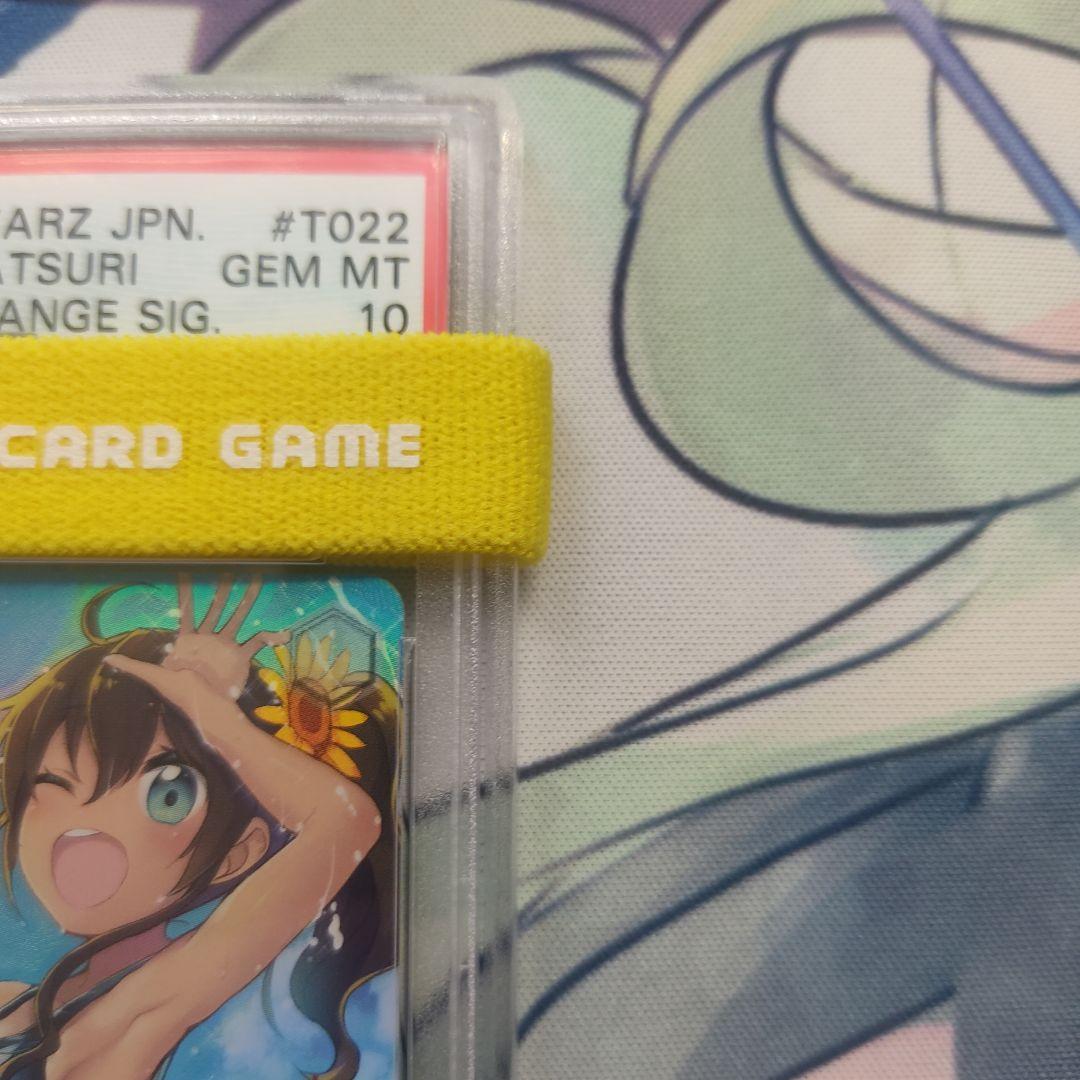 ARZ JPN. #T022
ATSURI GEM MT
ANGE SIG. 10
CARD GAME